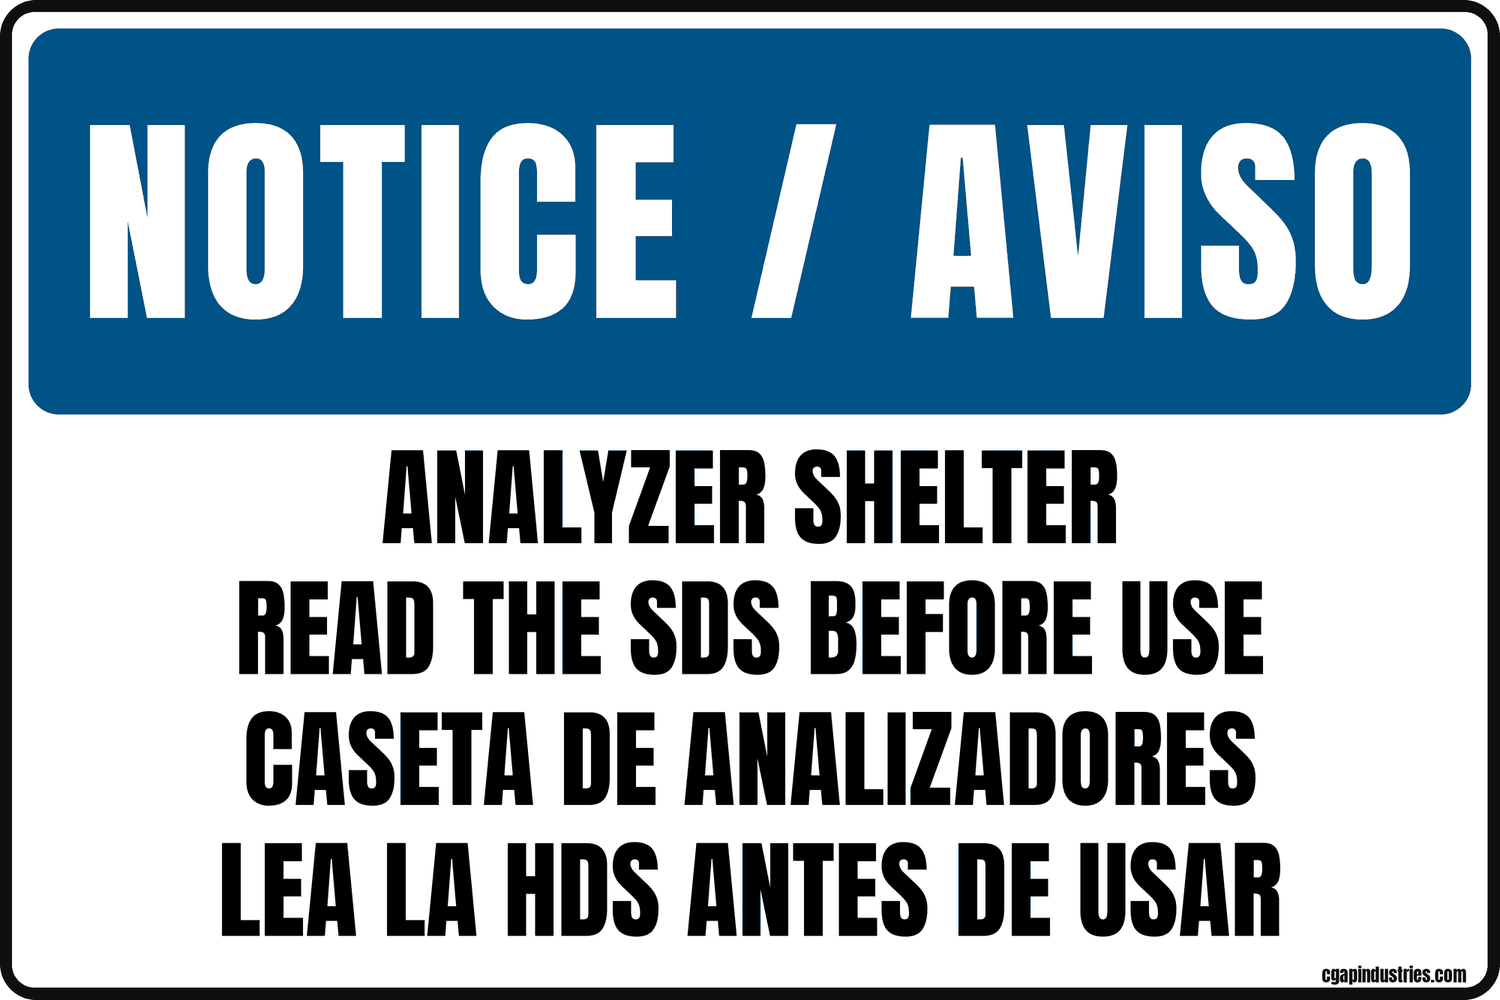 NOTICE / AVISO
ANALYZER SHELTER
READ THE SDS BEFORE USE
CASETA DE ANALIZADORES
LEA LA HDS ANTES DE USAR
cgapindustries.com